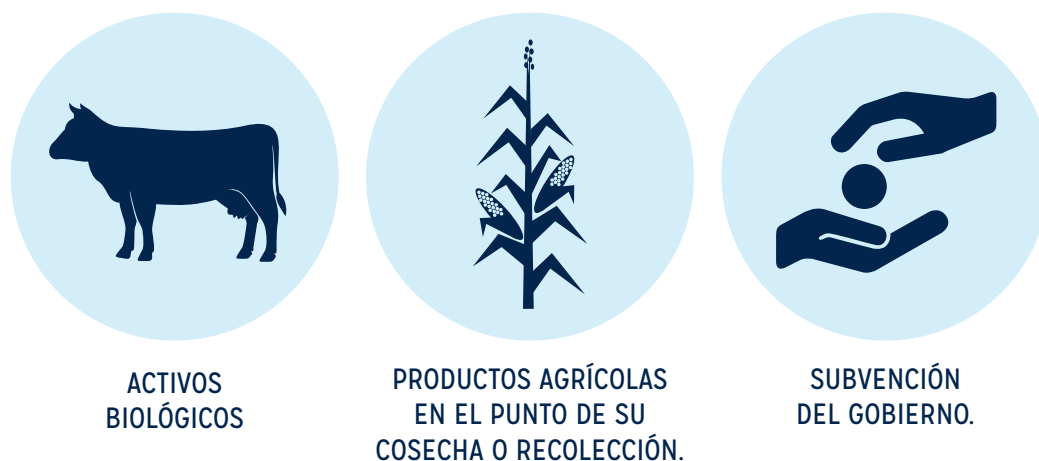 ACTIVOS
BIOLÓGICOS
PRODUCTOS AGRÍCOLAS
EN EL PUNTO DE SU
COSECHA O RECOLECCIÓN.
SUBVENCIÓN
DEL GOBIERNO.